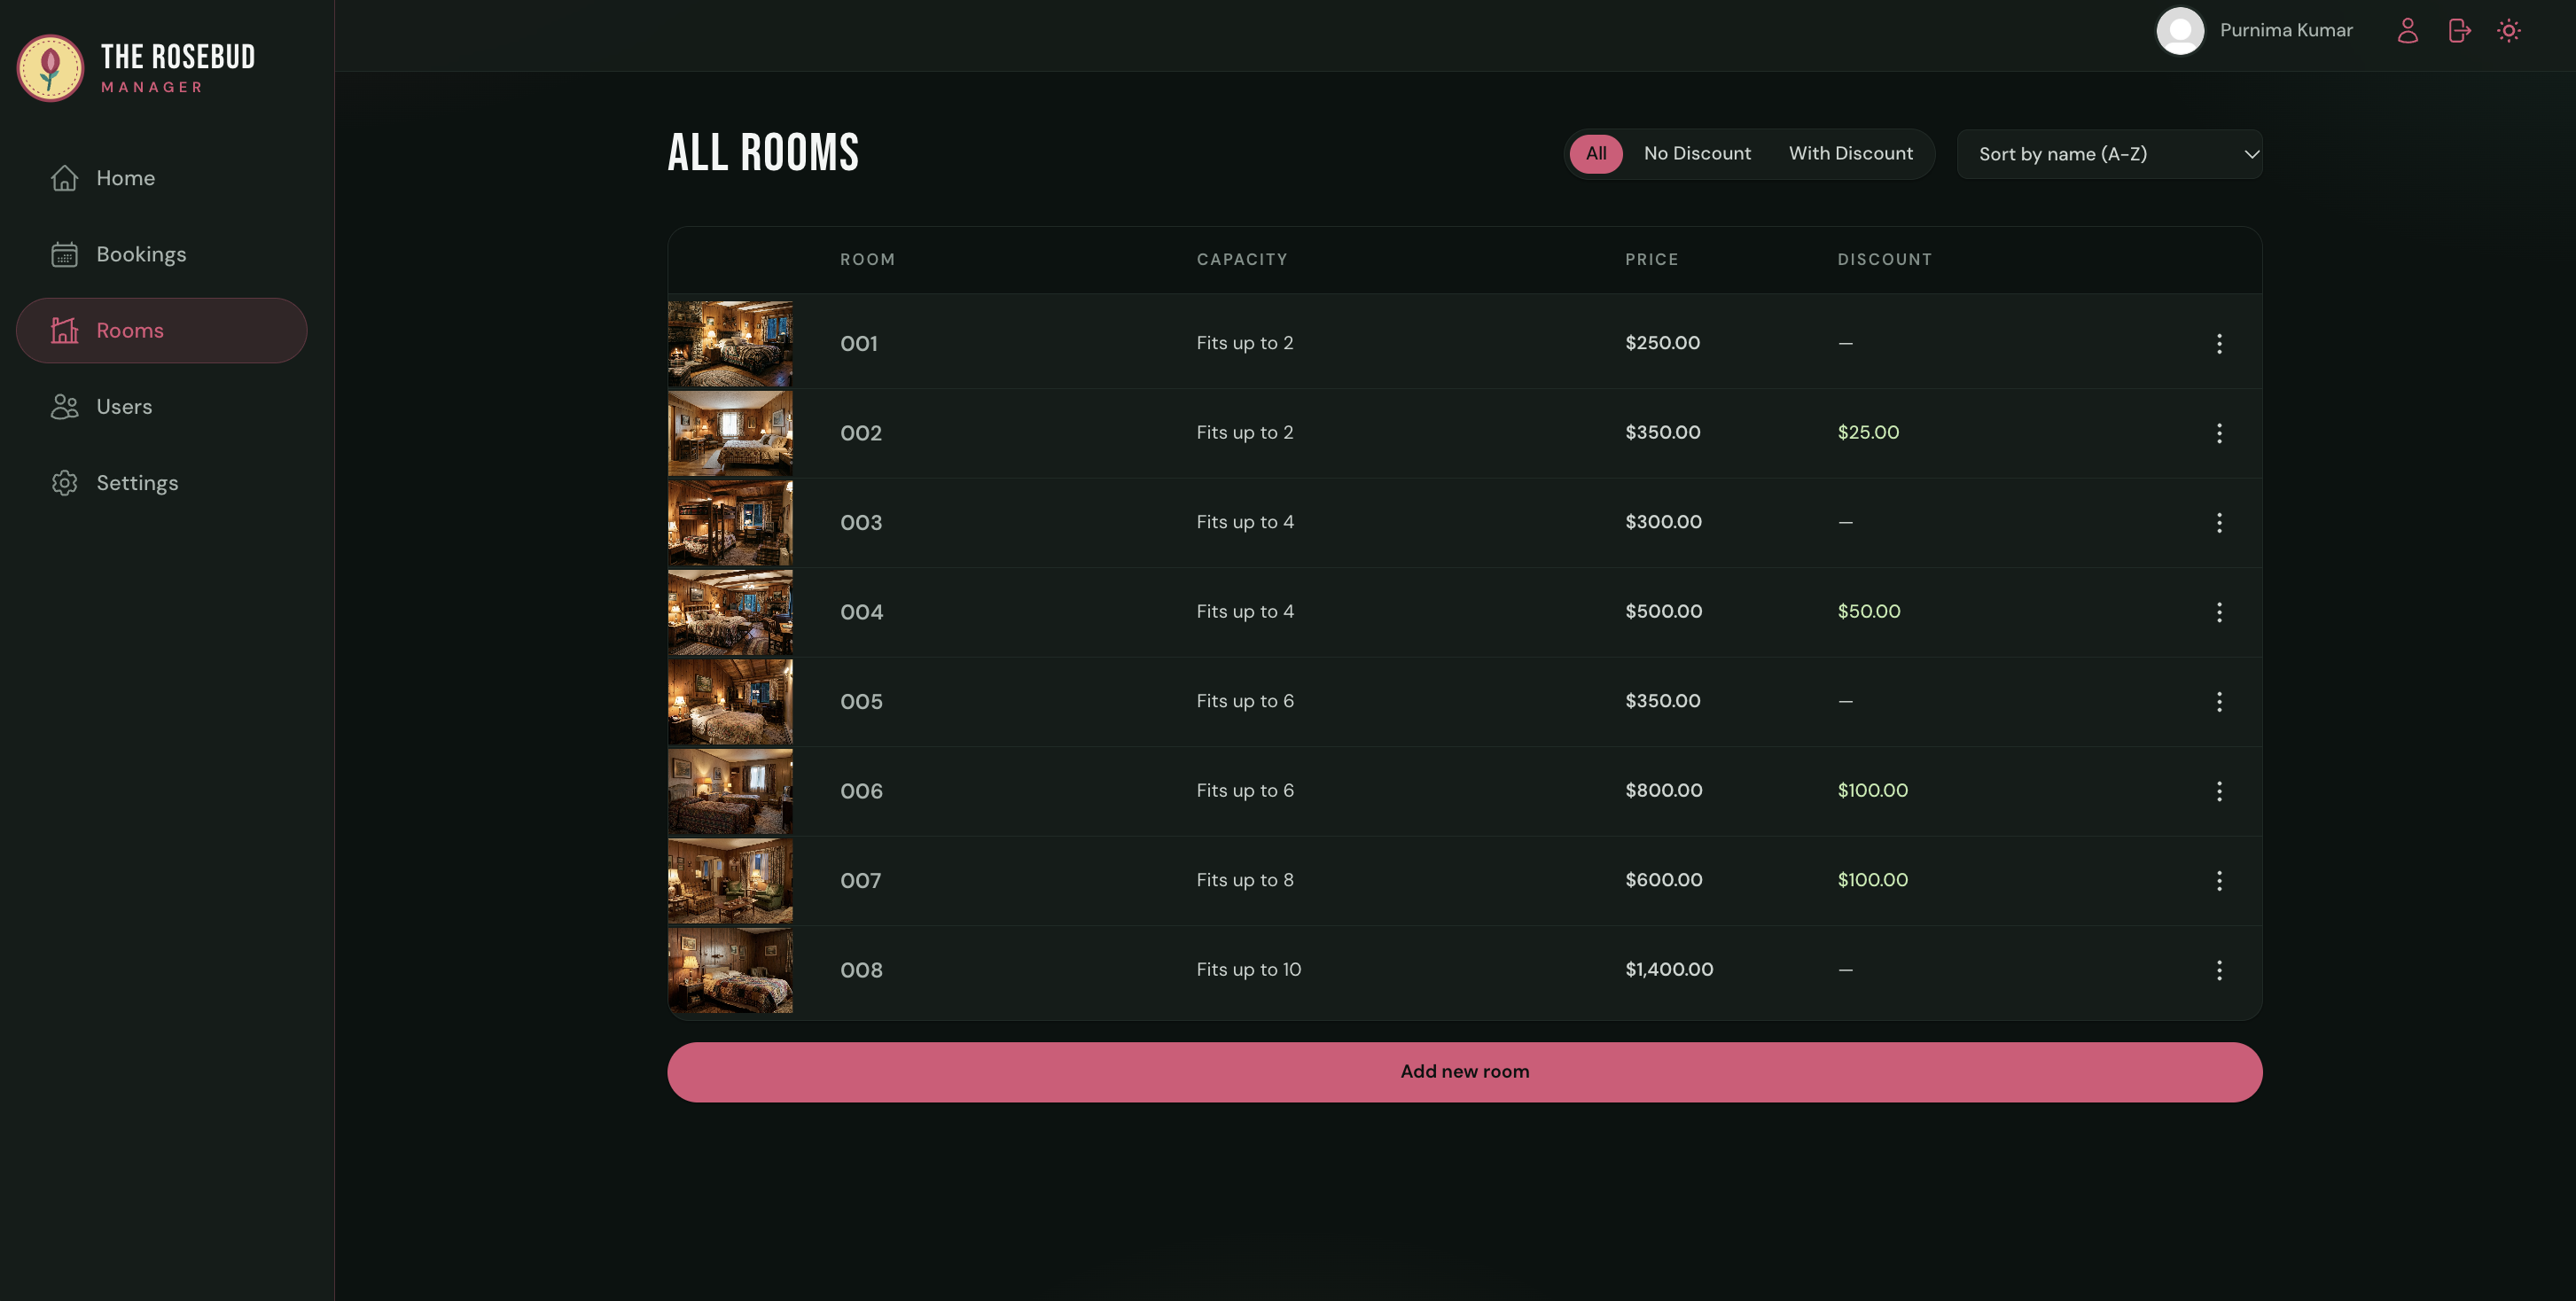 THE ROSEBUD
MANAGER
Purnima Kumar
Home
Bookings
Rooms
Users
Settings
ALL ROOMS
All No Discount With Discount Sort by name (A-Z)
ROOM CAPACITY PRICE DISCOUNT
001 Fits up to 2 $250.00 —
002 Fits up to 2 $350.00 $25.00
003 Fits up to 4 $300.00 —
004 Fits up to 4 $500.00 $50.00
005 Fits up to 6 $350.00 —
006 Fits up to 6 $800.00 $100.00
007 Fits up to 8 $600.00 $100.00
008 Fits up to 10 $1,400.00 —
Add new room